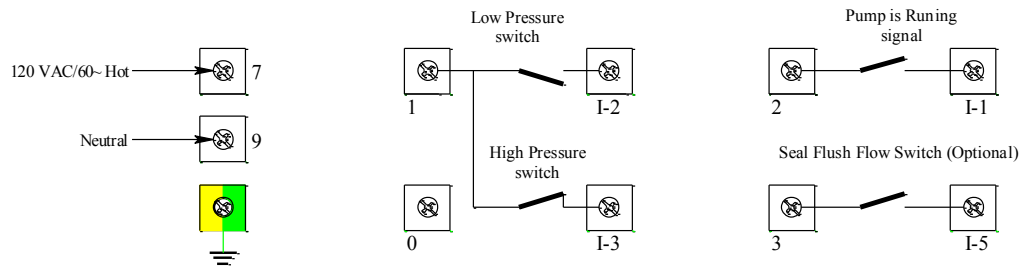 120 VAC/60~ Hot
7
Neutral
9
Low Pressure
switch
1
I-2
High Pressure
switch
0
I-3
Pump is Runing
signal
2
I-1
Seal Flush Flow Switch (Optional)
3
I-5